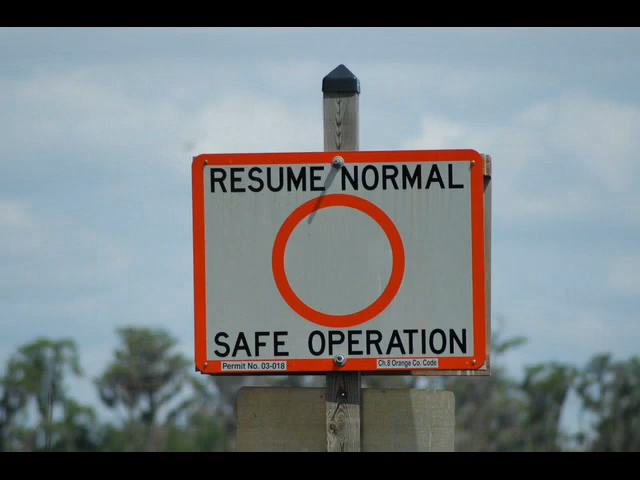 RESUME NORMAL
SAFE OPERATION
Permit No. 03-018
Ch.8 Orange Co. Code